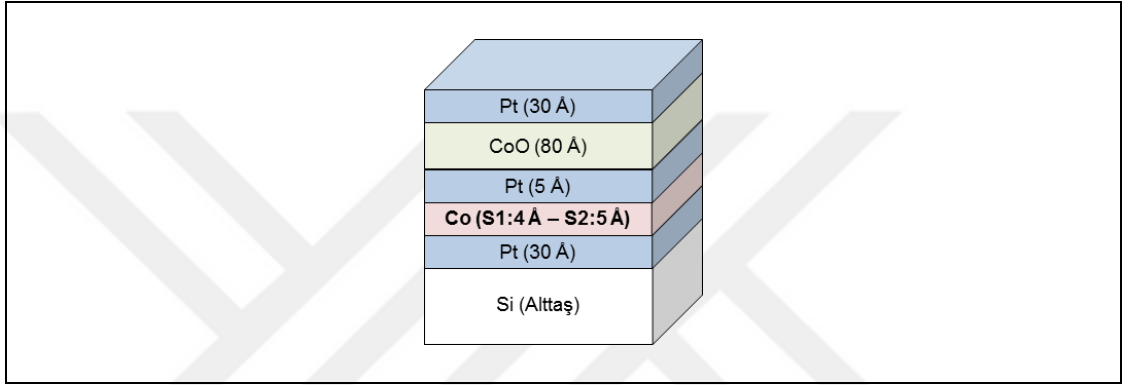 Pt (30 Å)
CoO (80 Å)
Pt (5 Å)
Co (S1:4 Å – S2:5 Å)
Pt (30 Å)
Si (Alttaş)